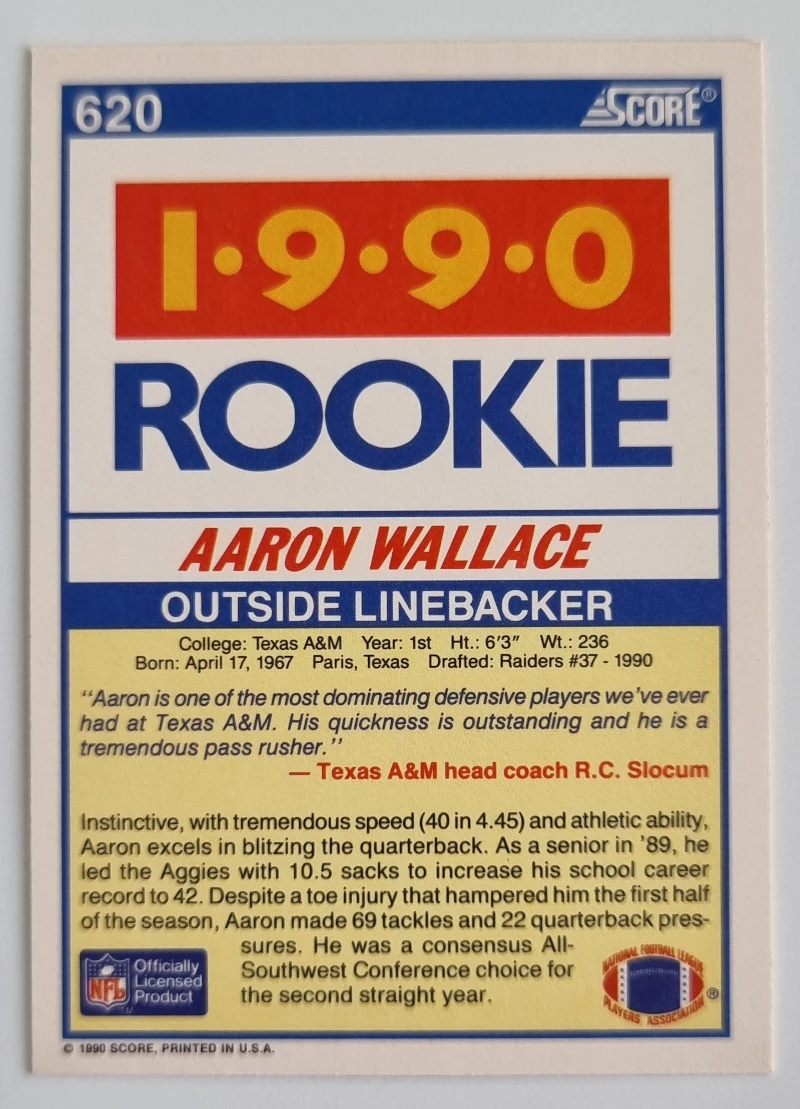 620 SCORE®
1•9•9•0
ROOKIE
AARON WALLACE
OUTSIDE LINEBACKER
College: Texas A&M Year: 1st Ht.: 6'3" Wt.: 236
Born: April 17, 1967 Paris, Texas Drafted: Raiders #37 - 1990
"Aaron is one of the most dominating defensive players we've ever
had at Texas A&M. His quickness is outstanding and he is a
tremendous pass rusher."
— Texas A&M head coach R.C. Slocum
Instinctive, with tremendous speed (40 in 4.45) and athletic ability,
Aaron excels in blitzing the quarterback. As a senior in '89, he
led the Aggies with 10.5 sacks to increase his school career
record to 42. Despite a toe injury that hampered him the first half
of the season, Aaron made 69 tackles and 22 quarterback pres-
sures. He was a consensus All-
Southwest Conference choice for
the second straight year.
NFL
Officially
Licensed
Product
TM
NATIONAL FOOTBALL LEAGUE
PLAYERS ASSOCIATION
®
© 1990 SCORE, PRINTED IN U.S.A.